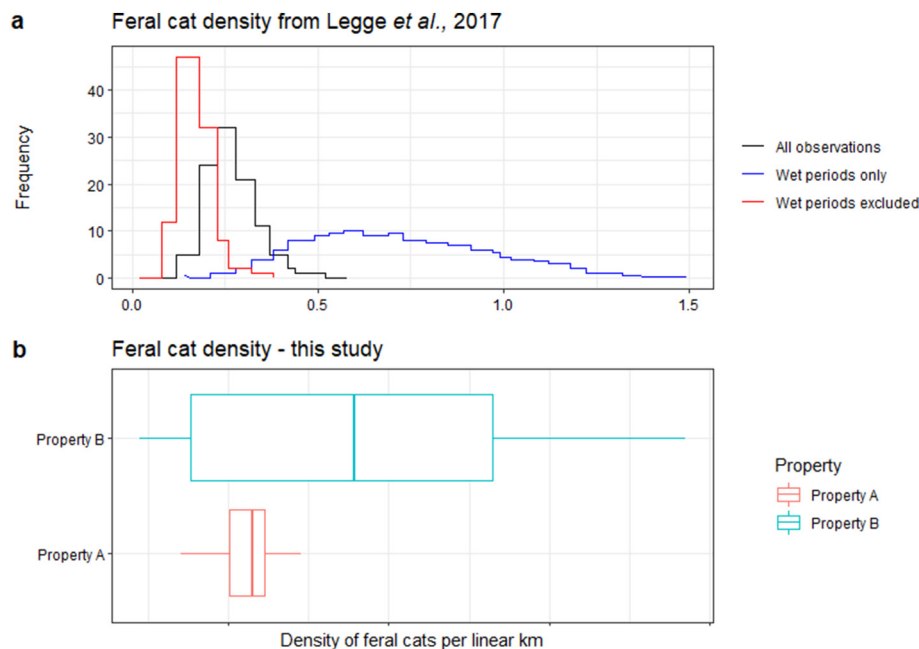 a
Feral cat density from Legge et al., 2017
Frequency
40
30
20
10
0
0.0
0.5
1.0
1.5
All observations
Wet periods only
Wet periods excluded
b
Feral cat density - this study
Property B
Property A
Density of feral cats per linear km
Property
Property A
Property B